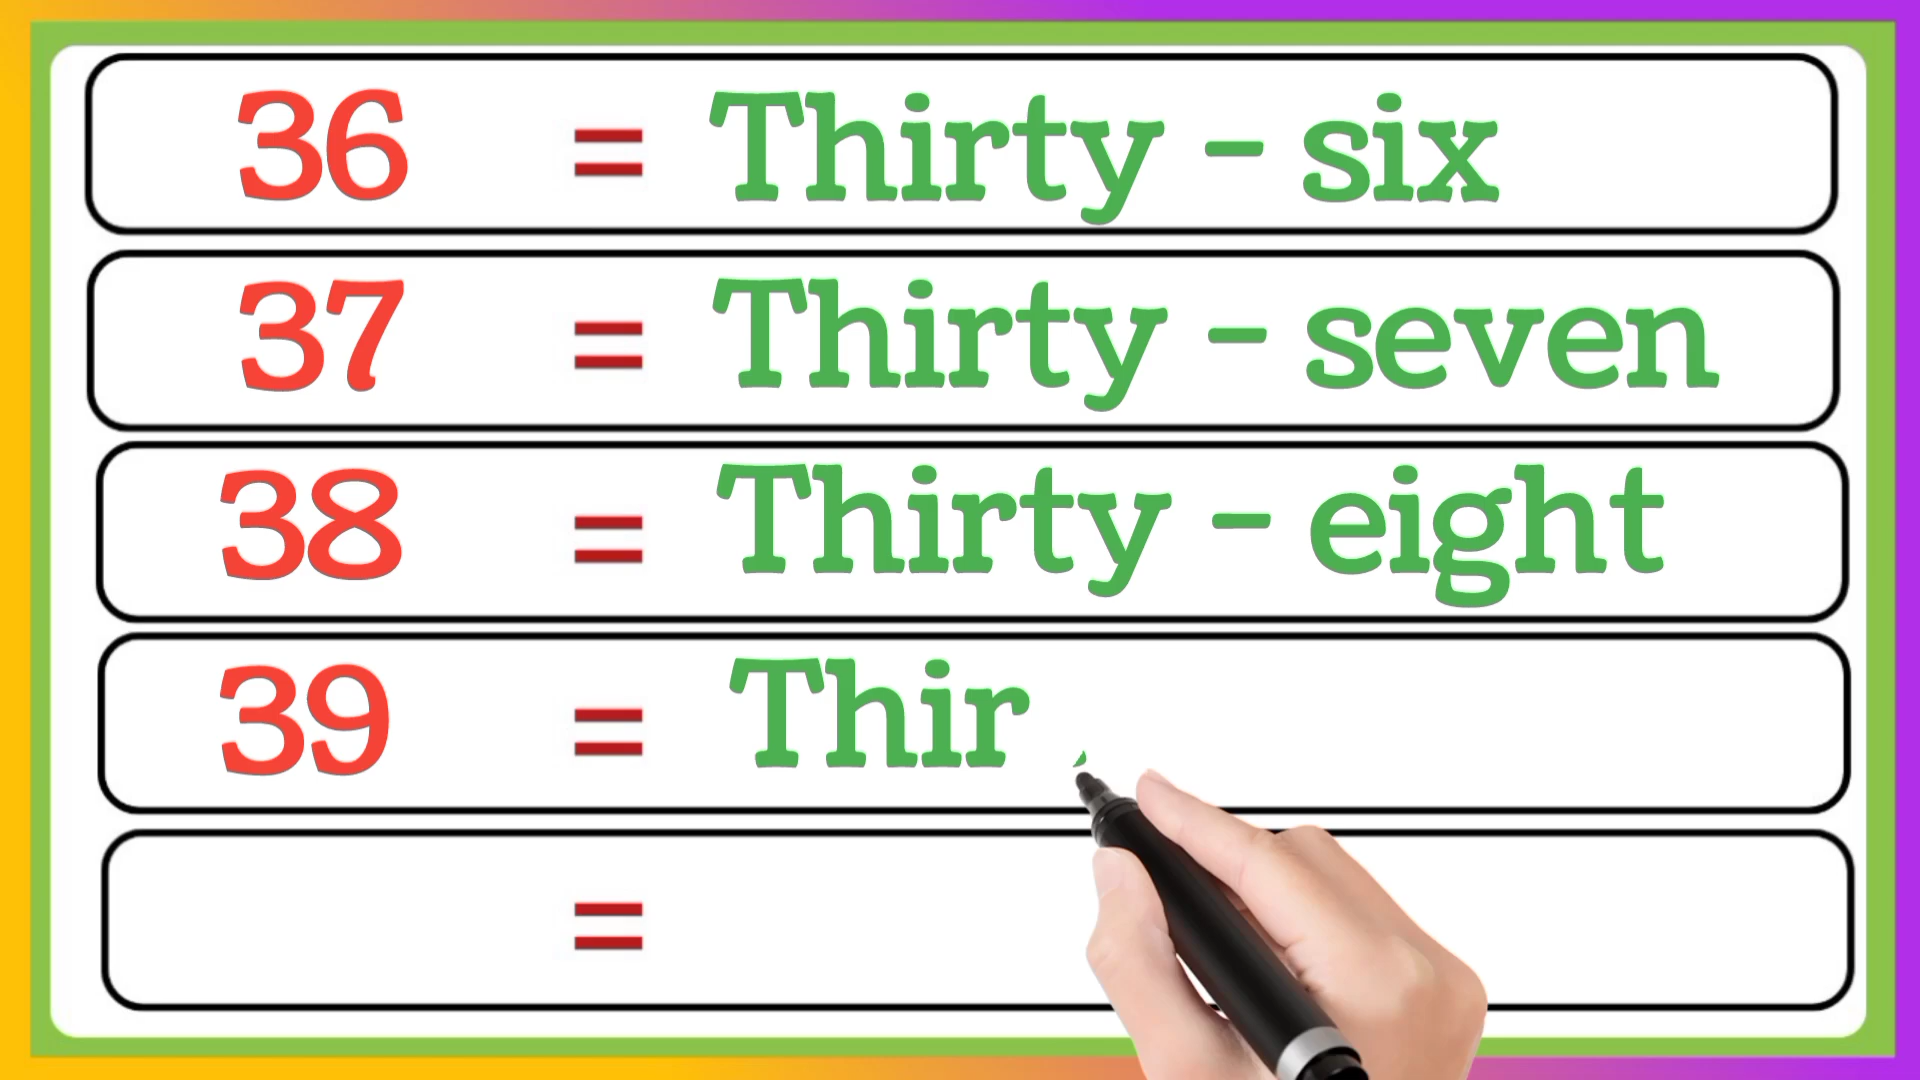 36 = Thirty - six
37 = Thirty - seven
38 = Thirty - eight
39 = Thir
=